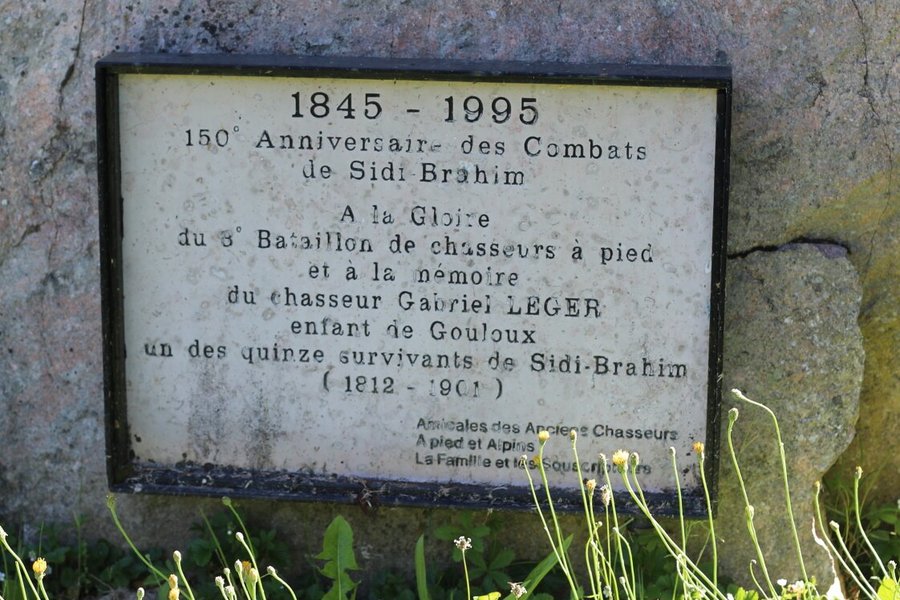 1845 - 1995
150° Anniversaire des Combats
de Sidi-Brahim
A la Gloire
du 8° Bataillon de chasseurs à pied
et à la mémoire
du chasseur Gabriel LEGER
enfant de Gouloux
un des quinze survivants de Sidi-Brahim
( 1812 - 1901 )
Amicales des Anciens Chasseurs
A pied et Alpins
La Famille et les Souscripteurs